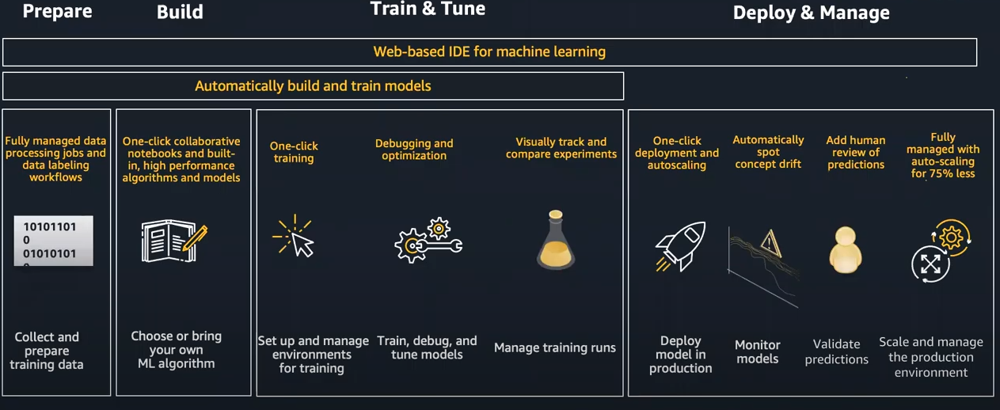 Prepare
Build
Train & Tune
Deploy & Manage
Web-based IDE for machine learning
Automatically build and train models
Fully managed data
processing jobs and
data labeling
workflows
One-click collaborative
notebooks and built-
in, high performance
algorithms and models
One-click
training
Debugging and
optimization
Visually track and
compare experiments
One-click
deployment and
autoscaling
Automatically
spot
concept drift
Add human
review of
predictions
Fully
managed with
auto-scaling
for 75% less
10101101
0
01010101
Collect and
prepare
training data
Choose or bring
your own
ML algorithm
Set up and manage
environments
for training
Train, debug, and
tune models
Manage training runs
Deploy
model in
production
Monitor
models
Validate
predictions
Scale and manage
the production
environment